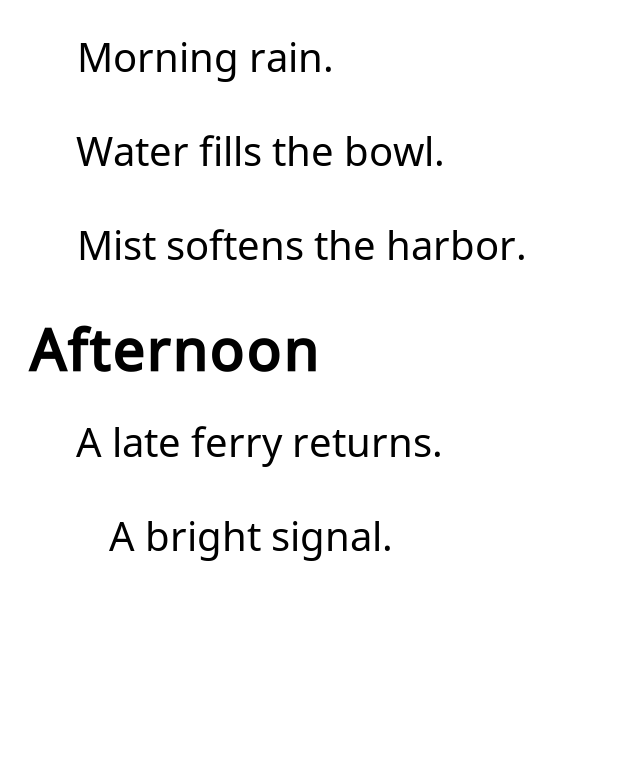 Morning rain.
Water fills the bowl.
Mist softens the harbor.
Afternoon
A late ferry returns.
A bright signal.